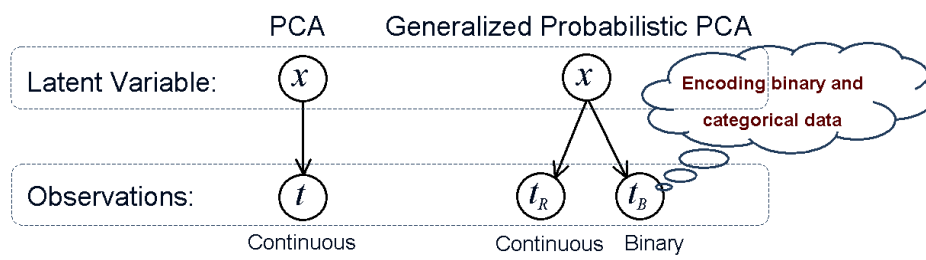 PCA Generalized Probabilistic PCA
Latent Variable: x x Encoding binary and
categorical data
Observations: t t_R t_B
Continuous Continuous Binary